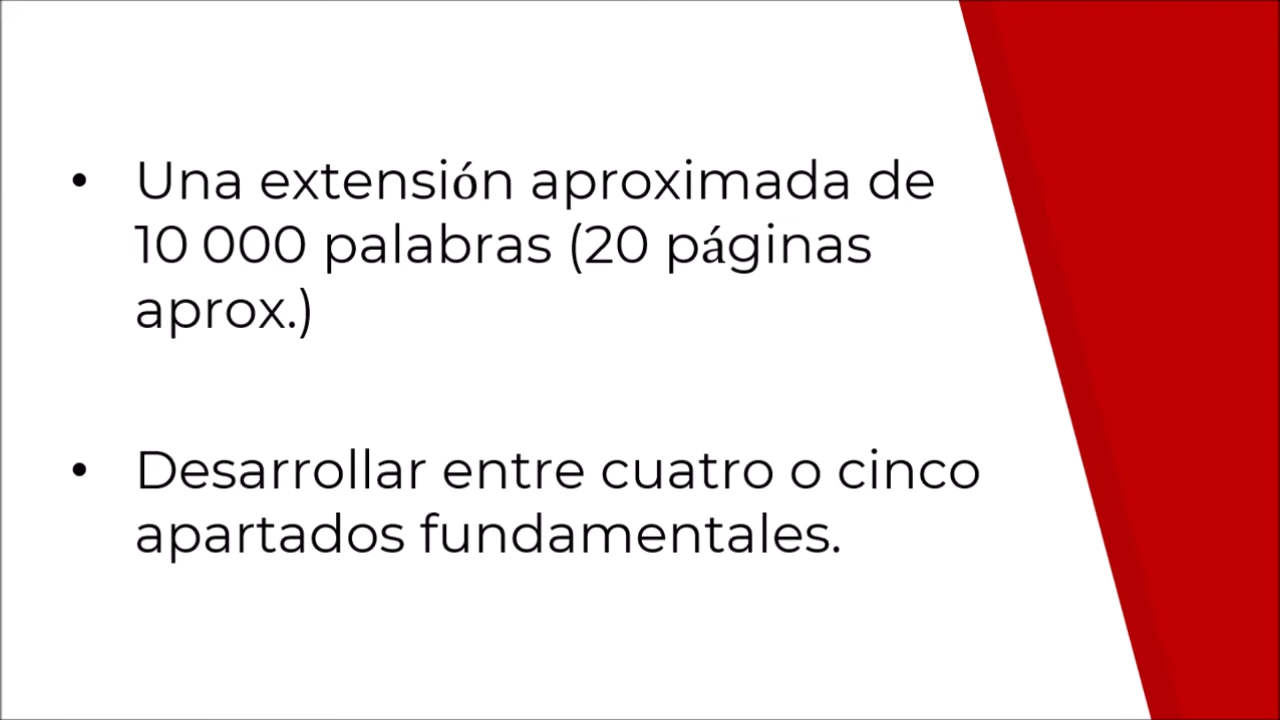 • Una extensión aproximada de
10 000 palabras (20 páginas
aprox.)
• Desarrollar entre cuatro o cinco
apartados fundamentales.